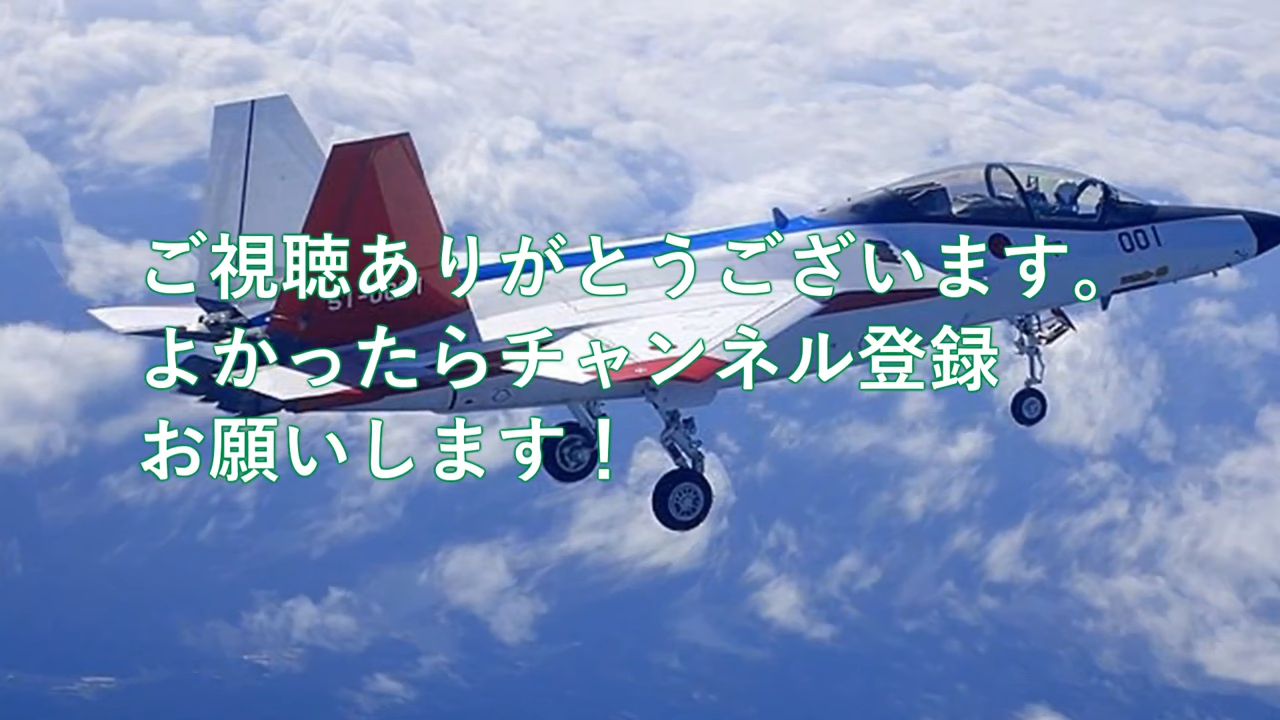 ご視聴ありがとうございます。
よかったらチャンネル登録
お願いします！
001